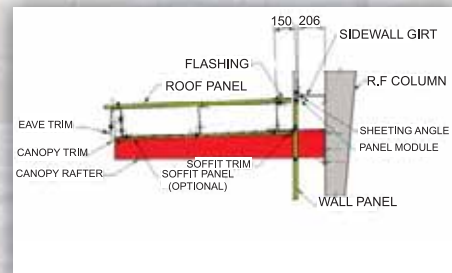 150 206
SIDEWALL GIRT
FLASHING
ROOF PANEL
R.F COLUMN
EAVE TRIM
SHEETING ANGLE
CANOPY TRIM
PANEL MODULE
SOFFIT TRIM
CANOPY RAFTER
SOFFIT PANEL
(OPTIONAL)
WALL PANEL